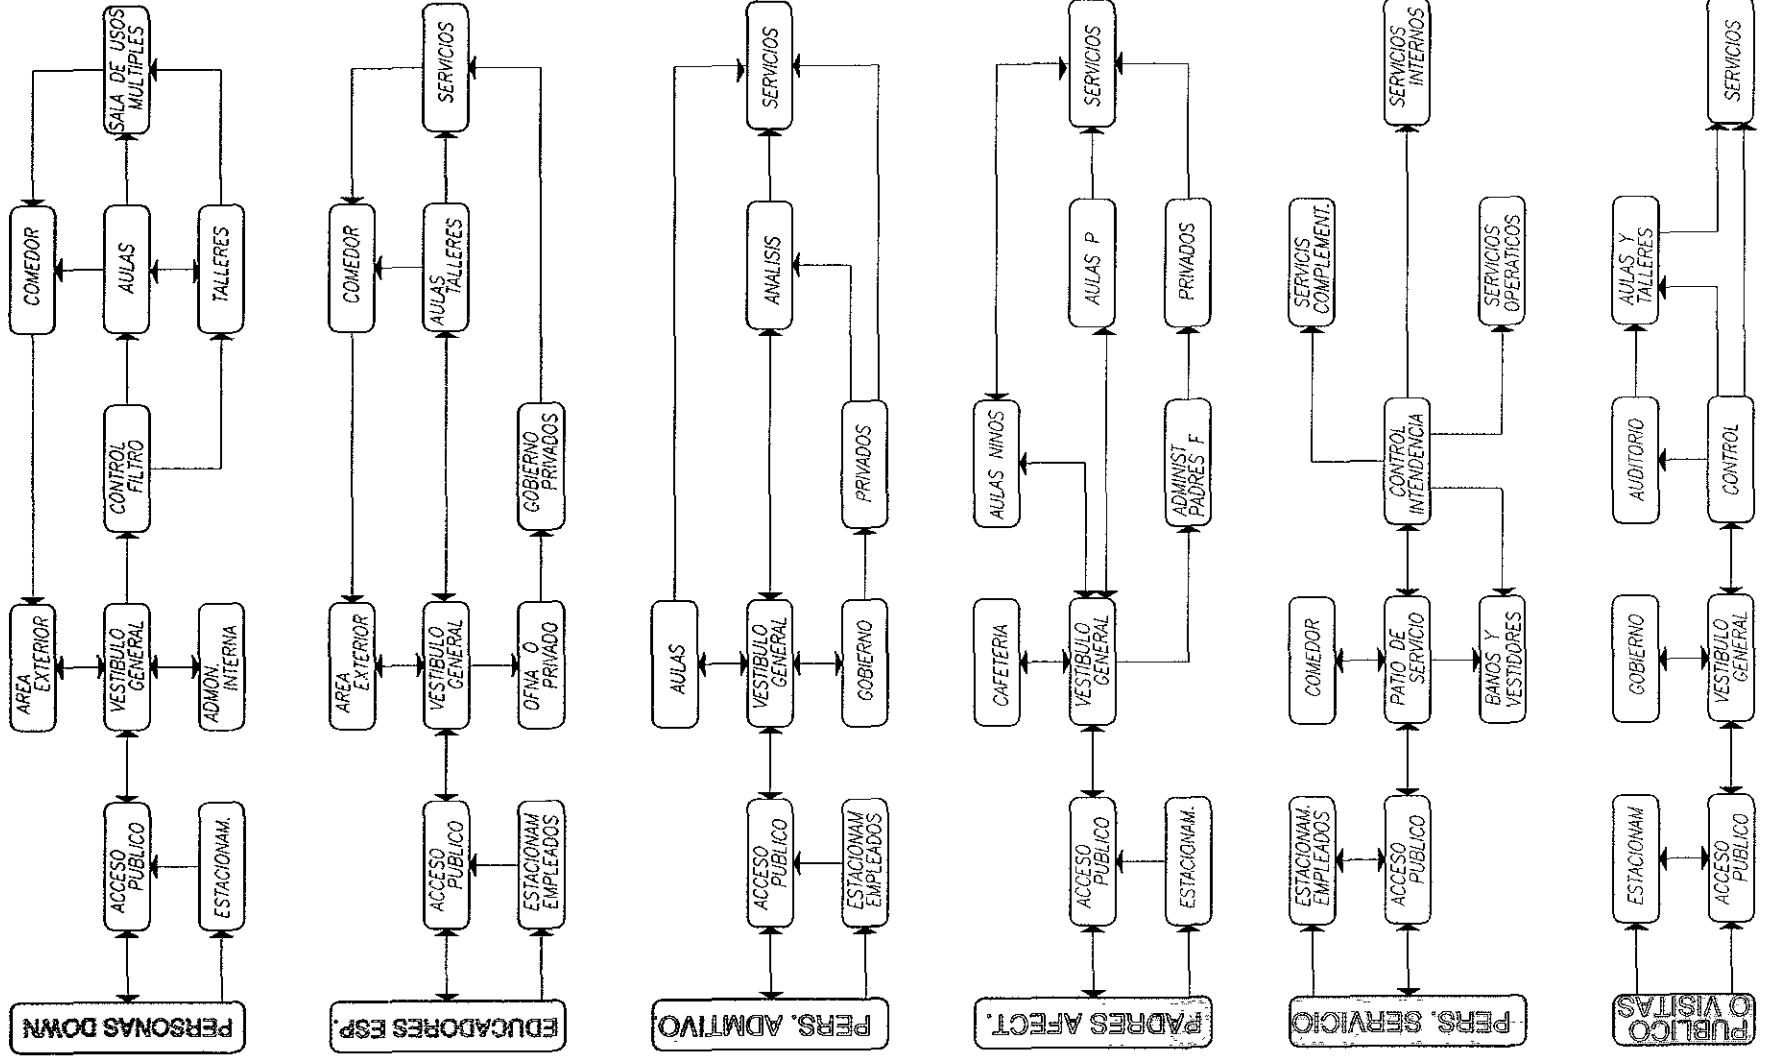 PERSONAS DOWN
ACCESO
PUBLICO
ESTACIONAM.
AREA
EXTERIOR
VESTIBULO
GENERAL
ADMON.
INTERNA
CONTROL
FILTRO
COMEDOR
AULAS
TALLERES
SALA DE USOS
MULTIPLES
EDUCADORES ESP.
ACCESO
PUBLICO
ESTACIONAM
EMPLEADOS
AREA
EXTERIOR
VESTIBULO
GENERAL
OFNA O
PRIVADO
GOBIERNO
PRIVADOS
COMEDOR
AULAS
TALLERES
SERVICIOS
PERS. ADMTIVO.
ACCESO
PUBLICO
ESTACIONAM
EMPLEADOS
AULAS
VESTIBULO
GENERAL
GOBIERNO
PRIVADOS
ANALISIS
SERVICIOS
PADRES AFECT.
ACCESO
PUBLICO
ESTACIONAM.
CAFETERIA
VESTIBULO
GENERAL
AULAS NINOS
ADMINIST
PADRES F
AULAS P
PRIVADOS
SERVICIOS
PERS. SERVICIO
ESTACIONAM.
EMPLEADOS
ACCESO
PUBLICO
COMEDOR
PATIO DE
SERVICIO
BANOS Y
VESTIDORES
CONTROL
INTENDENCIA
SERVICIS
COMPLEMENT.
SERVICIOS
OPERATICOS
SERVICIOS
INTERNOS
PUBLICO
O VISITAS
ESTACIONAM
ACCESO
PUBLICO
GOBIERNO
VESTIBULO
GENERAL
AUDITORIO
CONTROL
AULAS Y
TALLERES
SERVICIOS